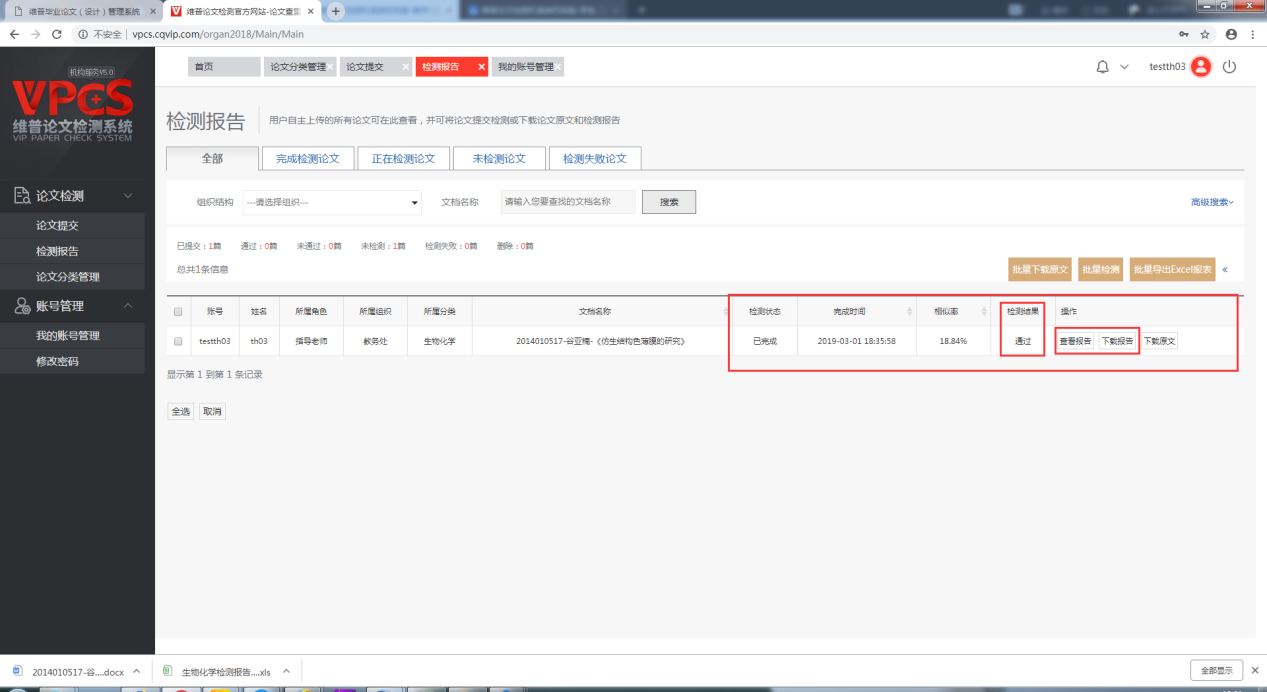 维普毕业论文（设计）管理系统 × 维普论文检测官方网站-论文查重 ×
不安全 | vpcs.cqvip.com/organ2018/Main/Main
机构服务V5.0
VPCS
维普论文检测系统
VIP PAPER CHECK SYSTEM
首页 论文分类管理× 论文提交 × 检测报告 × 我的账号管理×
testth03
检测报告 用户自主上传的所有论文可在此查看，并可将论文提交检测或下载论文原文和检测报告
全部 完成检测论文 正在检测论文 未检测论文 检测失败论文
论文检测
论文提交
检测报告
论文分类管理
账号管理
我的账号管理
修改密码
组织结构 ---请选择组织--- 文档名称 请输入您要查找的文档名称 搜索 高级搜索
已提交：1篇 通过：0篇 未通过：0篇 未检测：1篇 检测失败：0篇 删除：0篇
总共1条信息 批量下载原文 批量检测 批量导出Excel报表 «
账号 姓名 所属角色 所属组织 所属分类 文档名称 检测状态 完成时间 相似率 检测结果 操作
testth03 th03 指导老师 教务处 生物化学 2014010517-谷亚楠-《仿生结构色薄膜的研究》 已完成 2019-03-01 18:35:58 18.84% 通过 查看报告 下载报告 下载原文
显示第 1 到第 1 条记录
全选 取消
2014010517-谷....docx 生物化学检测报告....xls 全部显示 ×